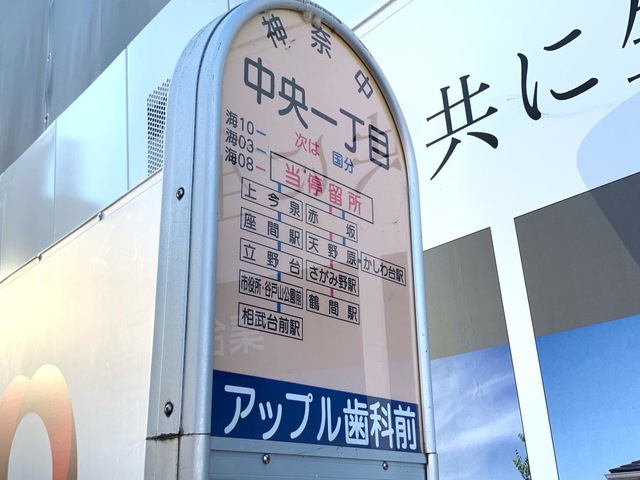 神奈中
中央一丁目
海10
海03
海08
次は
国分
当停留所
上今泉
赤坂
座間駅
天野原
かしわ台駅
立野台
さがみ野駅
市役所・谷戸山公園前
鶴間駅
相武台前駅
アップル歯科前
共に